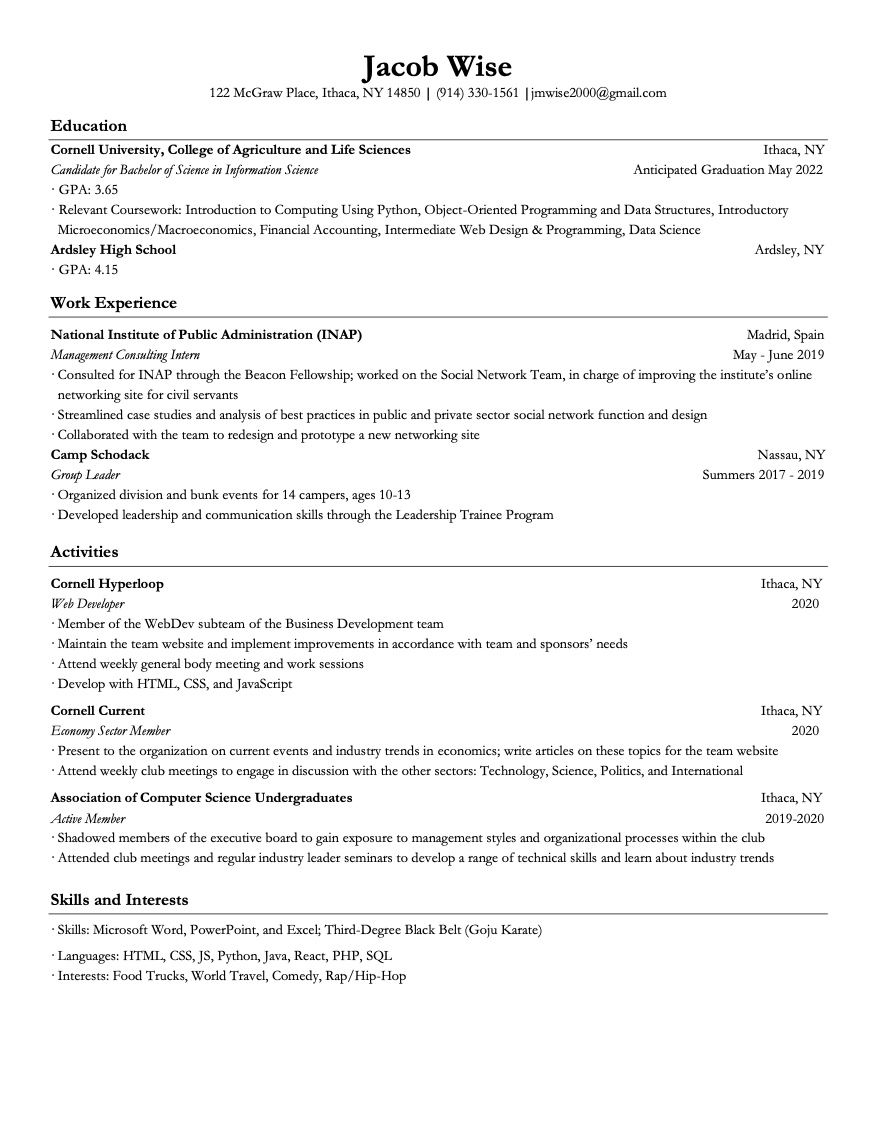 Jacob Wise
122 McGraw Place, Ithaca, NY 14850 | (914) 330-1561 | jmwise2000@gmail.com
Education
Cornell University, College of Agriculture and Life Sciences Ithaca, NY
Candidate for Bachelor of Science in Information Science Anticipated Graduation May 2022
· GPA: 3.65
· Relevant Coursework: Introduction to Computing Using Python, Object-Oriented Programming and Data Structures, Introductory
Microeconomics/Macroeconomics, Financial Accounting, Intermediate Web Design & Programming, Data Science
Ardsley High School Ardsley, NY
· GPA: 4.15
Work Experience
National Institute of Public Administration (INAP) Madrid, Spain
Management Consulting Intern May - June 2019
· Consulted for INAP through the Beacon Fellowship; worked on the Social Network Team, in charge of improving the institute’s online
networking site for civil servants
· Streamlined case studies and analysis of best practices in public and private sector social network function and design
· Collaborated with the team to redesign and prototype a new networking site
Camp Schodack Nassau, NY
Group Leader Summers 2017 - 2019
· Organized division and bunk events for 14 campers, ages 10-13
· Developed leadership and communication skills through the Leadership Trainee Program
Activities
Cornell Hyperloop Ithaca, NY
Web Developer 2020
· Member of the WebDev subteam of the Business Development team
· Maintain the team website and implement improvements in accordance with team and sponsors’ needs
· Attend weekly general body meeting and work sessions
· Develop with HTML, CSS, and JavaScript
Cornell Current Ithaca, NY
Economy Sector Member 2020
· Present to the organization on current events and industry trends in economics; write articles on these topics for the team website
· Attend weekly club meetings to engage in discussion with the other sectors: Technology, Science, Politics, and International
Association of Computer Science Undergraduates Ithaca, NY
Active Member 2019-2020
· Shadowed members of the executive board to gain exposure to management styles and organizational processes within the club
· Attended club meetings and regular industry leader seminars to develop a range of technical skills and learn about industry trends
Skills and Interests
· Skills: Microsoft Word, PowerPoint, and Excel; Third-Degree Black Belt (Goju Karate)
· Languages: HTML, CSS, JS, Python, Java, React, PHP, SQL
· Interests: Food Trucks, World Travel, Comedy, Rap/Hip-Hop